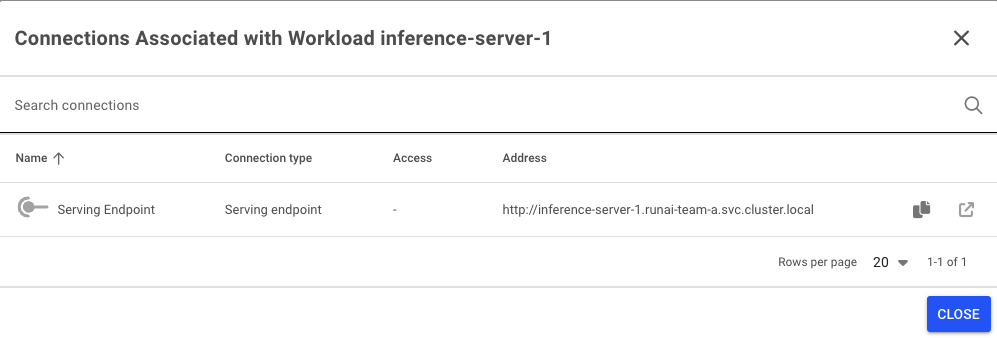 Connections Associated with Workload inference-server-1
Search connections
Name Connection type Access Address
Serving Endpoint Serving endpoint - http://inference-server-1.runai-team-a.svc.cluster.local
Rows per page 20 1-1 of 1
CLOSE